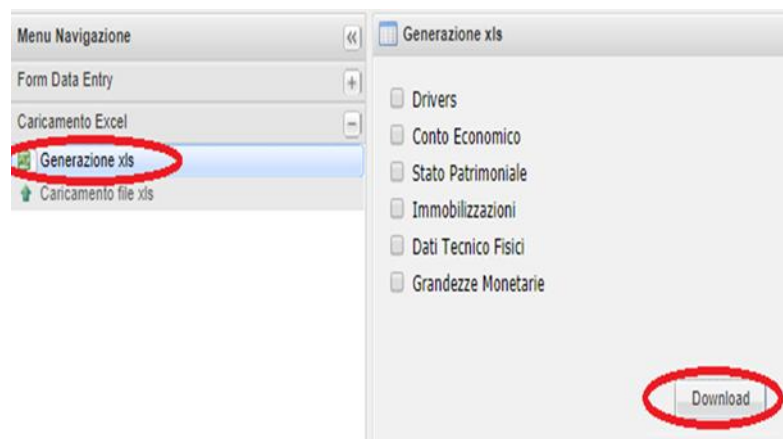 Menu Navigazione
Form Data Entry
Caricamento Excel
Generazione xls
Caricamento file xls
Generazione xls
Drivers
Conto Economico
Stato Patrimoniale
Immobilizzazioni
Dati Tecnico Fisici
Grandezze Monetarie
Download